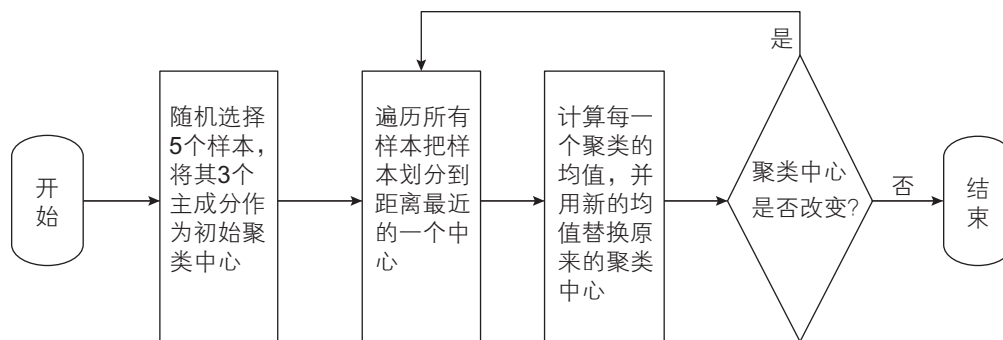 开
始
随机选择
5个样本,
将其3个
主成分作
为初始聚
类中心
遍历所有
样本把样
本划分到
距离最近
的一个中
心
计算每一
个聚类的
均值，并
用新的均
值替换原
来的聚类
中心
聚类中心
是否改变?
是
否
结
束